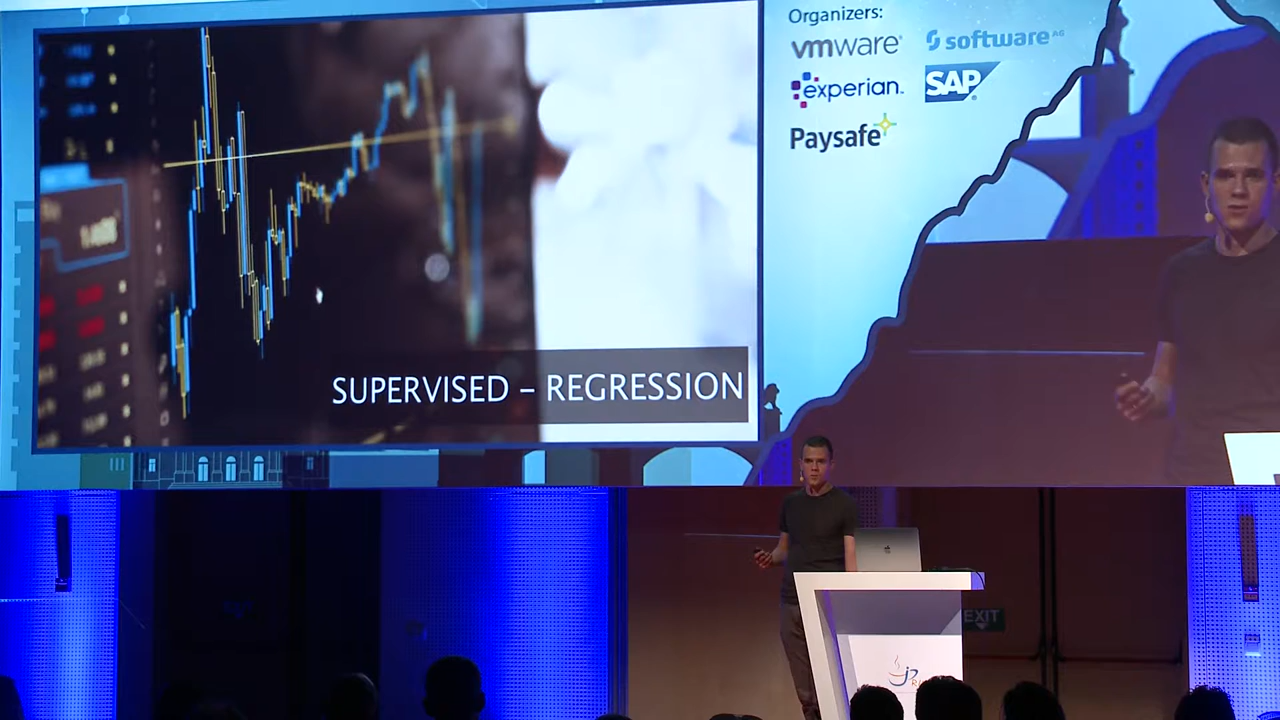 Organizers:
vmware®
software AG
experian.
SAP
Paysafe
SUPERVISED – REGRESSION
EXIT